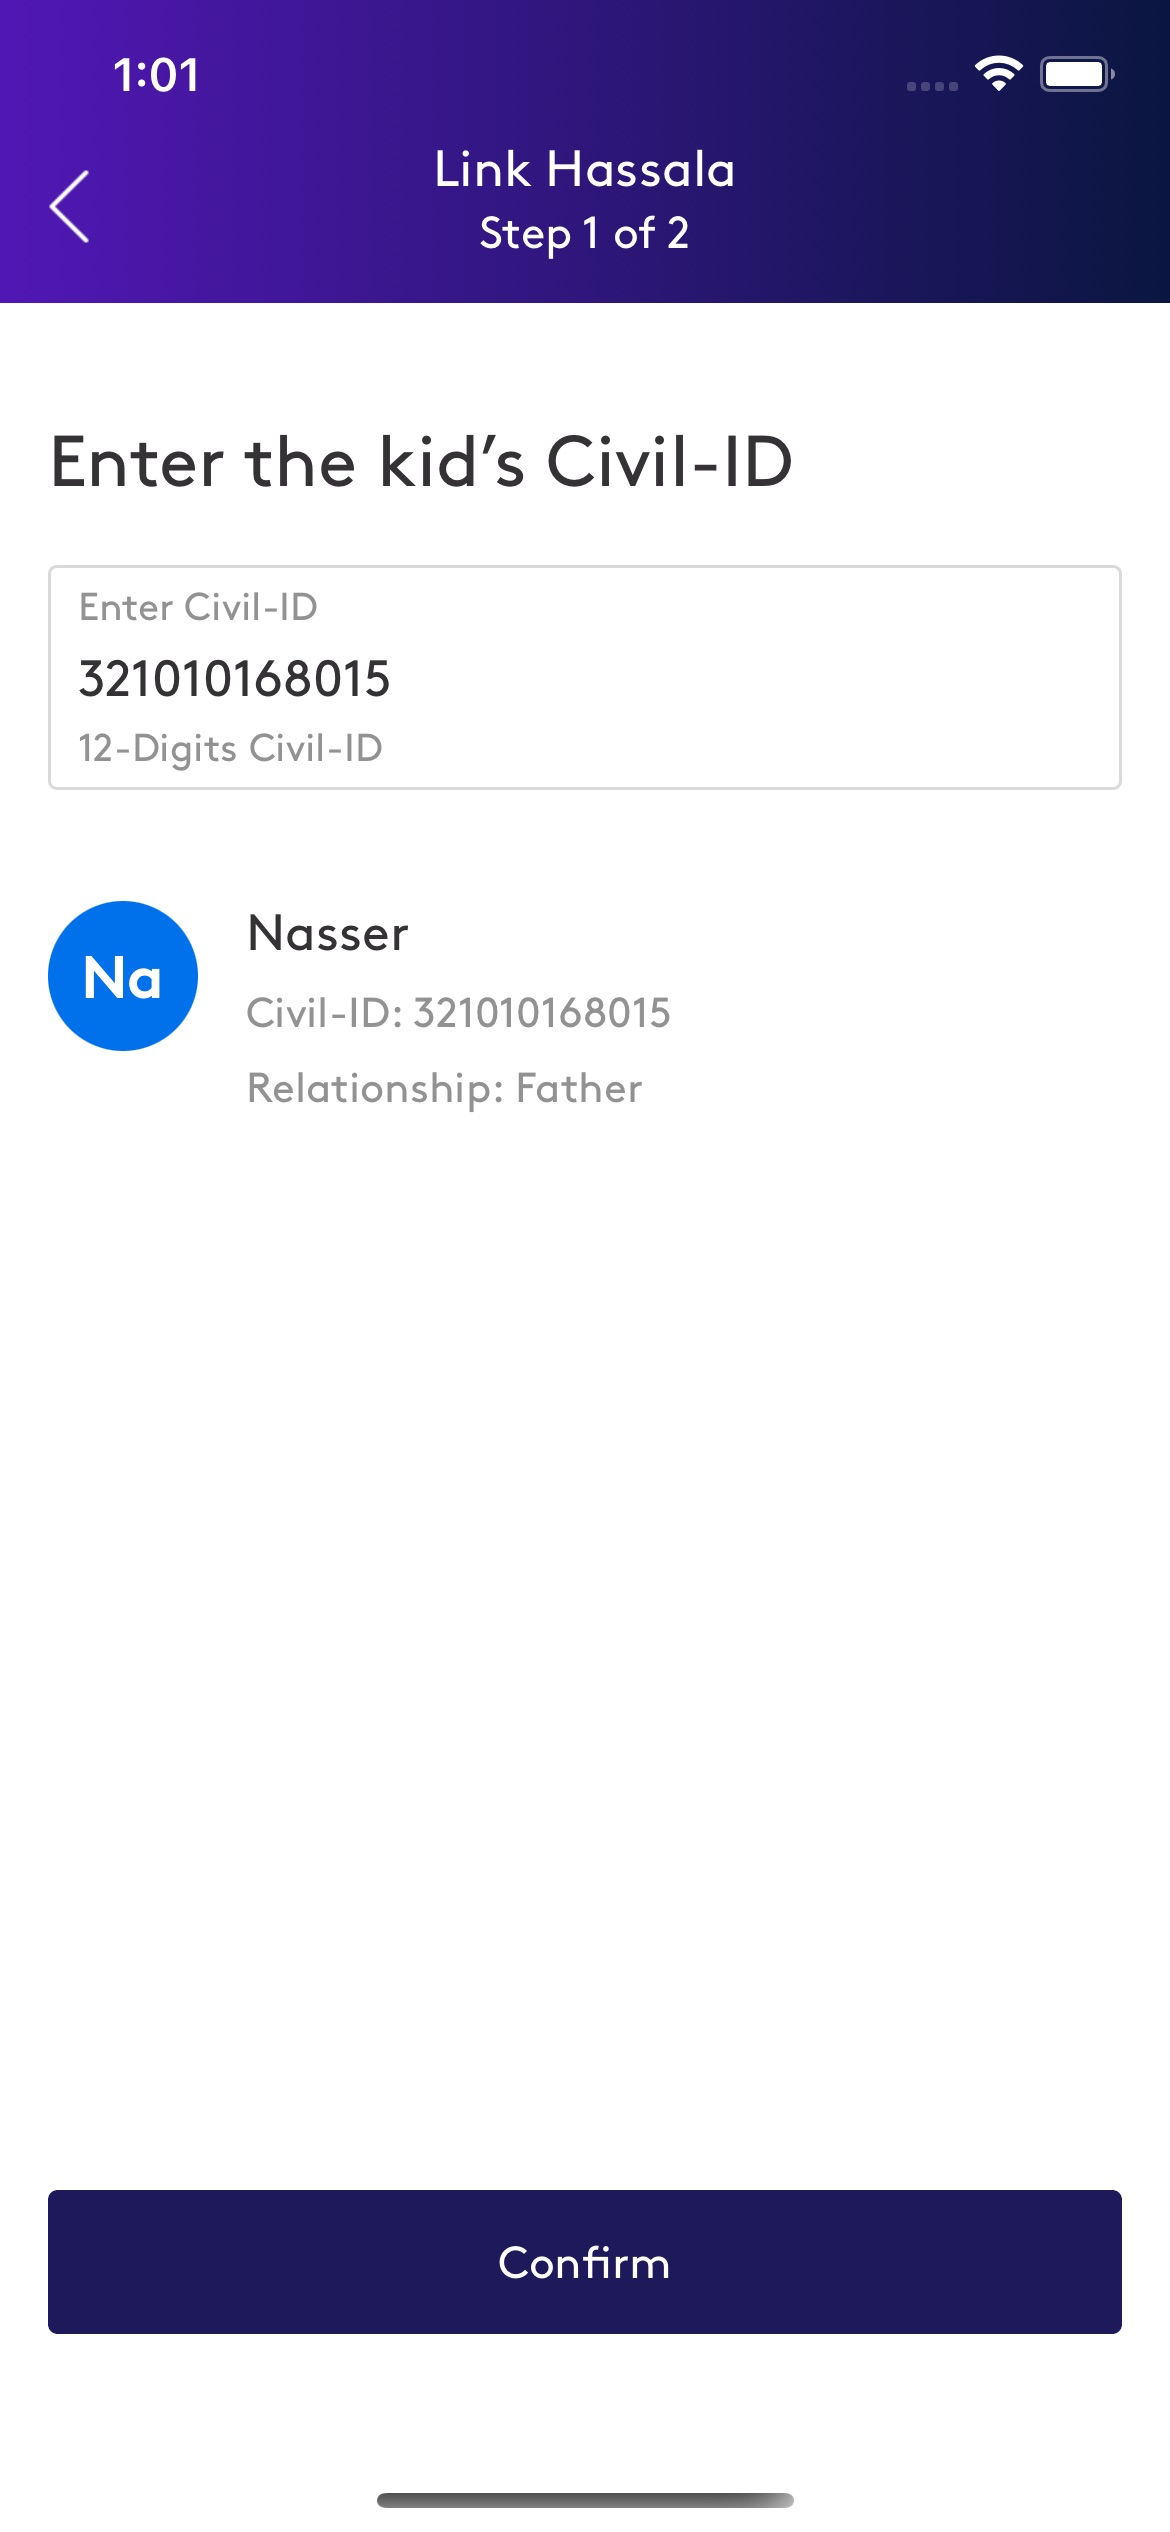 1:01
Link Hassala
Step 1 of 2
Enter the kid’s Civil-ID
Enter Civil-ID
321010168015
12-Digits Civil-ID
Na
Nasser
Civil-ID: 321010168015
Relationship: Father
Confirm